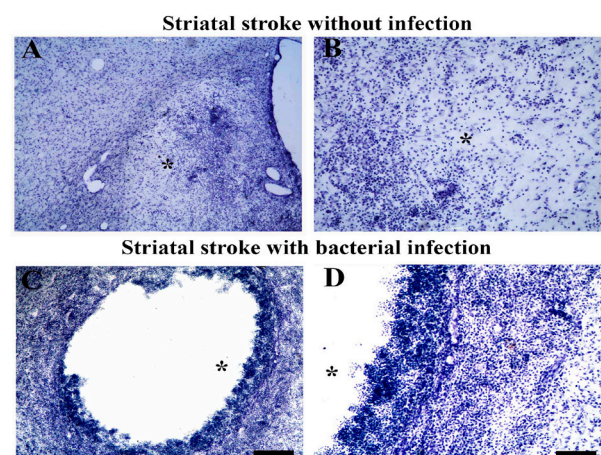 Striatal stroke without infection
A B
*
*
Striatal stroke with bacterial infection
C D
*
*